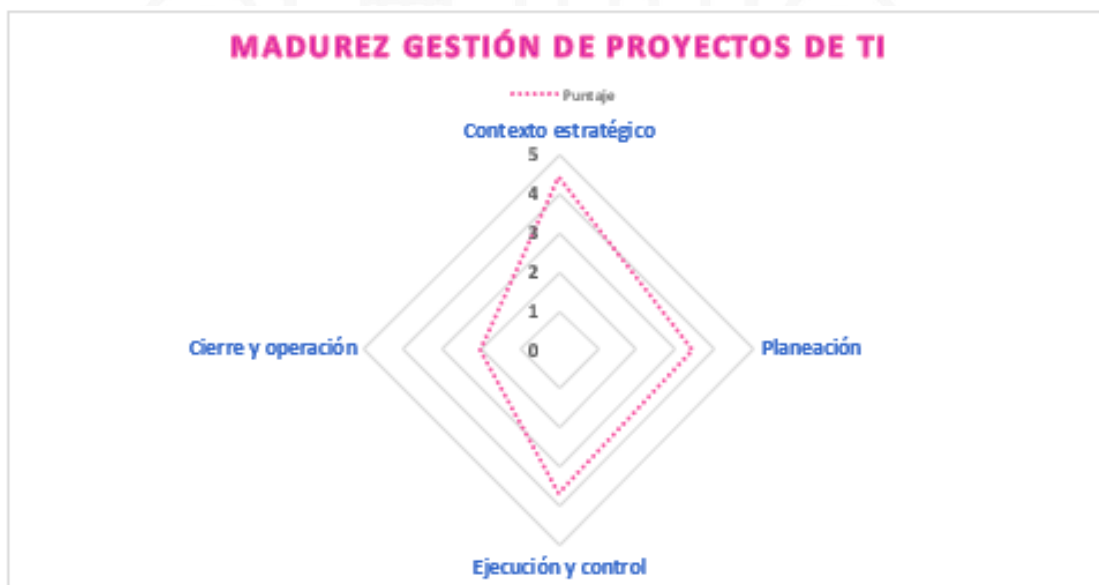 MADUREZ GESTIÓN DE PROYECTOS DE TI
Puntaje
Contexto estratégico
5
4
3
2
1
0
Cierre y operación
Planeación
Ejecución y control